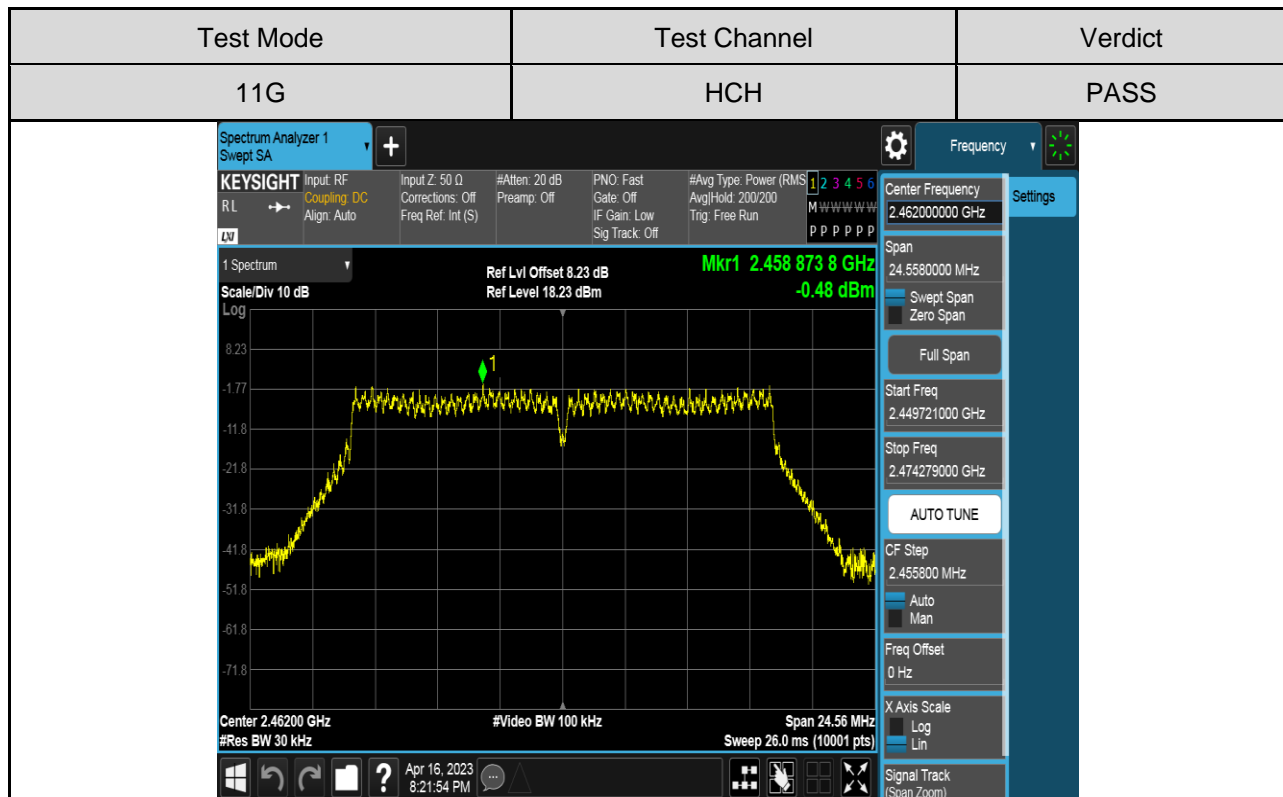 Test Mode Test Channel Verdict
11G HCH PASS
Spectrum Analyzer 1
Swept SA
Frequency
KEYSIGHT
R L
LXI
Input: RF
Coupling: DC
Align: Auto
Input Z: 50 Ω
Corrections: Off
Freq Ref: Int (S)
#Atten: 20 dB
Preamp: Off
PNO: Fast
Gate: Off
IF Gain: Low
Sig Track: Off
#Avg Type: Power (RMS
Avg|Hold: 200/200
Trig: Free Run
1 2 3 4 5 6
M W W W W W
P P P P P P
1 Spectrum
Scale/Div 10 dB
Ref Lvl Offset 8.23 dB
Ref Level 18.23 dBm
Mkr1 2.458 873 8 GHz
-0.48 dBm
Log
8.23
-1.77
-11.8
-21.8
-31.8
-41.8
-51.8
-61.8
-71.8
1
Center 2.46200 GHz
#Res BW 30 kHz
#Video BW 100 kHz
Span 24.56 MHz
Sweep 26.0 ms (10001 pts)
Apr 16, 2023
8:21:54 PM
Center Frequency
2.462000000 GHz
Span
24.5580000 MHz
Swept Span
Zero Span
Full Span
Start Freq
2.449721000 GHz
Stop Freq
2.474279000 GHz
AUTO TUNE
CF Step
2.455800 MHz
Auto
Man
Freq Offset
0 Hz
X Axis Scale
Log
Lin
Signal Track
(Span Zoom)
Settings